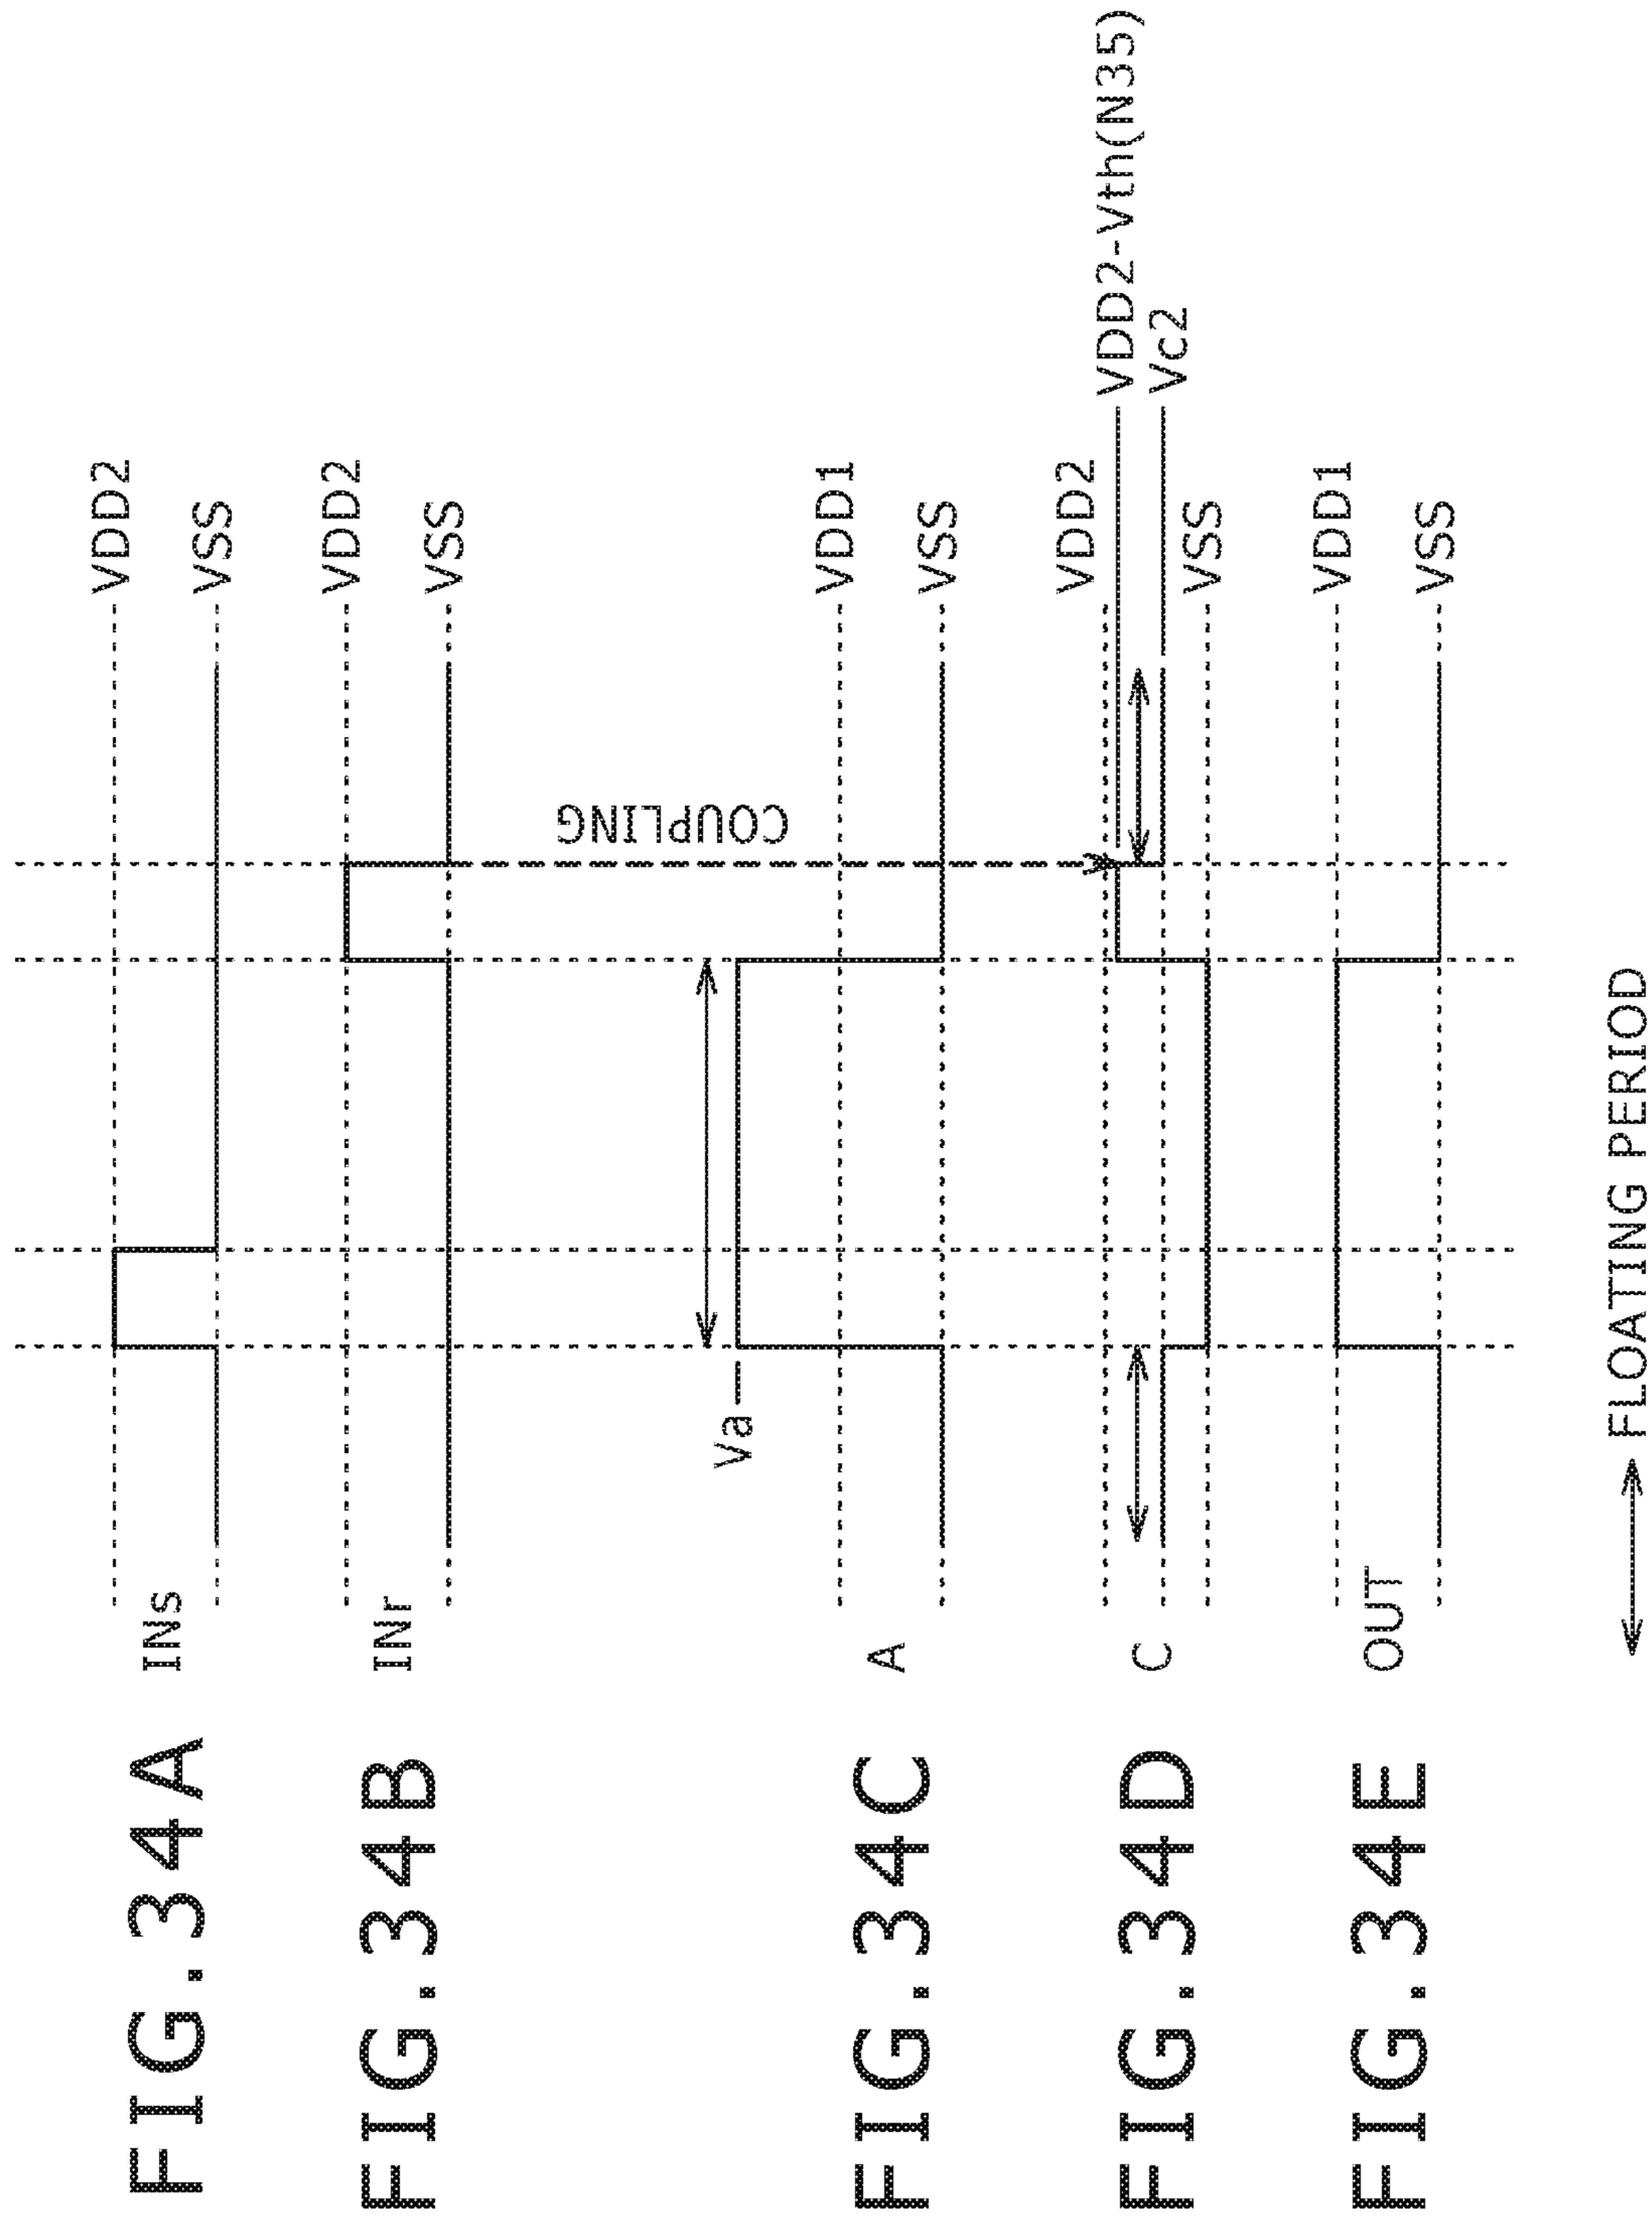 FIG.34A INs VDD2
VSS
FIG.34B INr VDD2
VSS
COUPLING
Va
FIG.34C A VDD1
VSS
FIG.34D C VDD2
VDD2-Vth(N35)
Vc2
VSS
FIG.34E OUT VDD1
VSS
FLOATING PERIOD